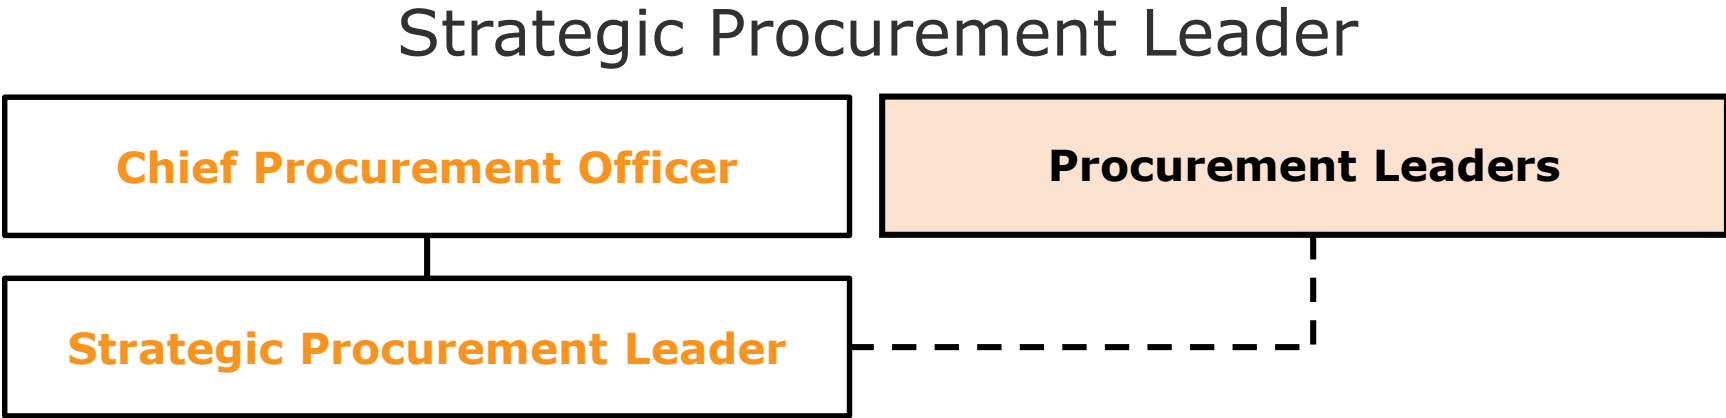 Strategic Procurement Leader
Chief Procurement Officer
Procurement Leaders
Strategic Procurement Leader